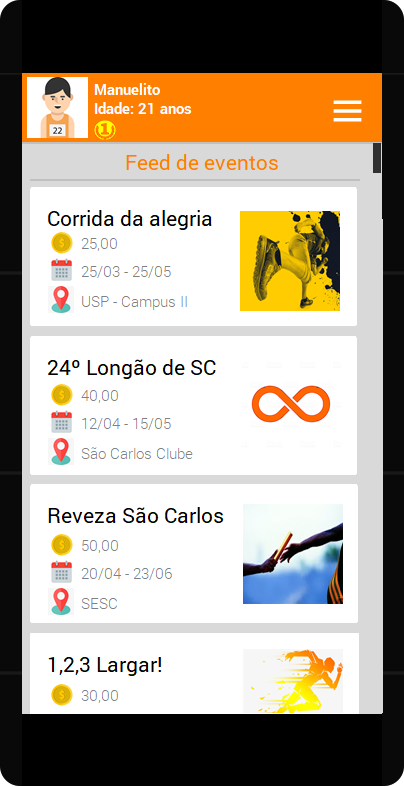 22
Manuelito
Idade: 21 anos
1
Feed de eventos
Corrida da alegria
25,00
25/03 - 25/05
USP - Campus II
24º Longão de SC
40,00
12/04 - 15/05
São Carlos Clube
Reveza São Carlos
50,00
20/04 - 23/06
SESC
1,2,3 Largar!
30,00